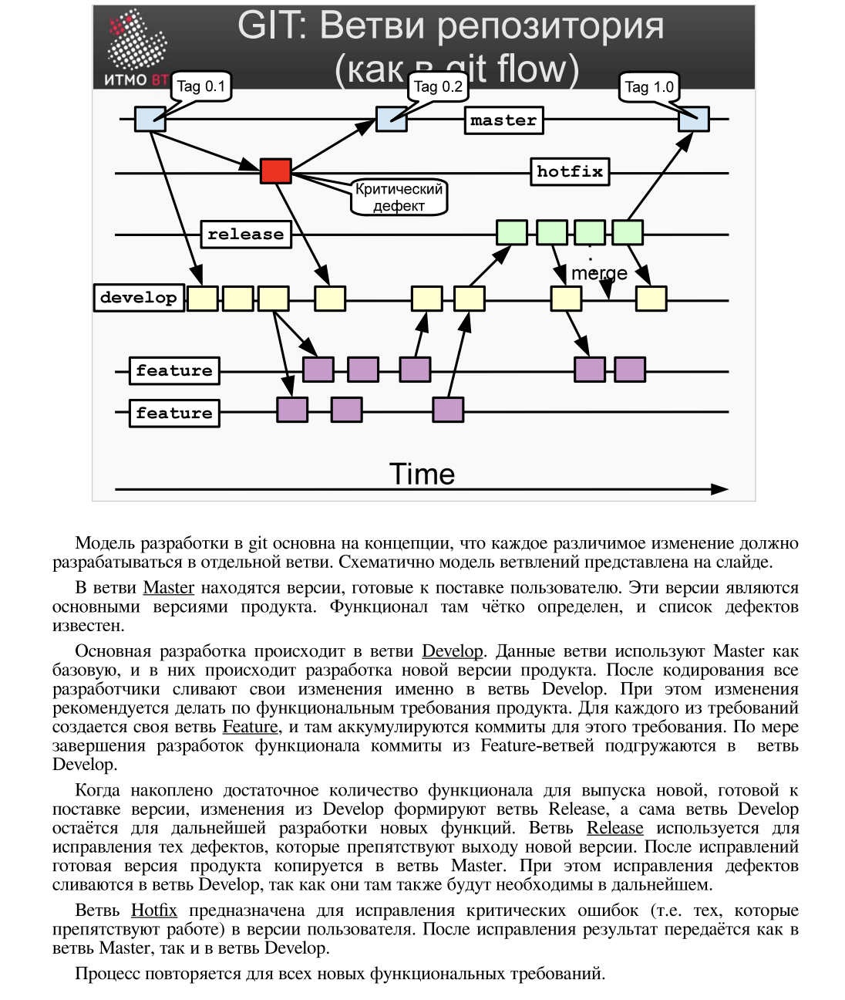 GIT: Ветви репозитория
(как в git flow)
ИТМО ВТ
Tag 0.1
Tag 0.2
Tag 1.0
master
hotfix
Критический
дефект
release
merge
develop
feature
feature
Time
Модель разработки в git основна на концепции, что каждое различимое изменение должно
разрабатываться в отдельной ветви. Схематично модель ветвлений представлена на слайде.
В ветви Master находятся версии, готовые к поставке пользователю. Эти версии являются
основными версиями продукта. Функционал там чётко определен, и список дефектов
известен.
Основная разработка происходит в ветви Develop. Данные ветви используют Master как
базовую, и в них происходит разработка новой версии продукта. После кодирования все
разработчики сливают свои изменения именно в ветвь Develop. При этом изменения
рекомендуется делать по функциональным требования продукта. Для каждого из требований
создается своя ветвь Feature, и там аккумулируются коммиты для этого требования. По мере
завершения разработок функционала коммиты из Feature-ветвей подгружаются в ветвь
Develop.
Когда накоплено достаточное количество функционала для выпуска новой, готовой к
поставке версии, изменения из Develop формируют ветвь Release, а сама ветвь Develop
остаётся для дальнейшей разработки новых функций. Ветвь Release используется для
исправления тех дефектов, которые препятствуют выходу новой версии. После исправлений
готовая версия продукта копируется в ветвь Master. При этом исправления дефектов
сливаются в ветвь Develop, так как они там также будут необходимы в дальнейшем.
Ветвь Hotfix предназначена для исправления критических ошибок (т.е. тех, которые
препятствуют работе) в версии пользователя. После исправления результат передаётся как в
ветвь Master, так и в ветвь Develop.
Процесс повторяется для всех новых функциональных требований.